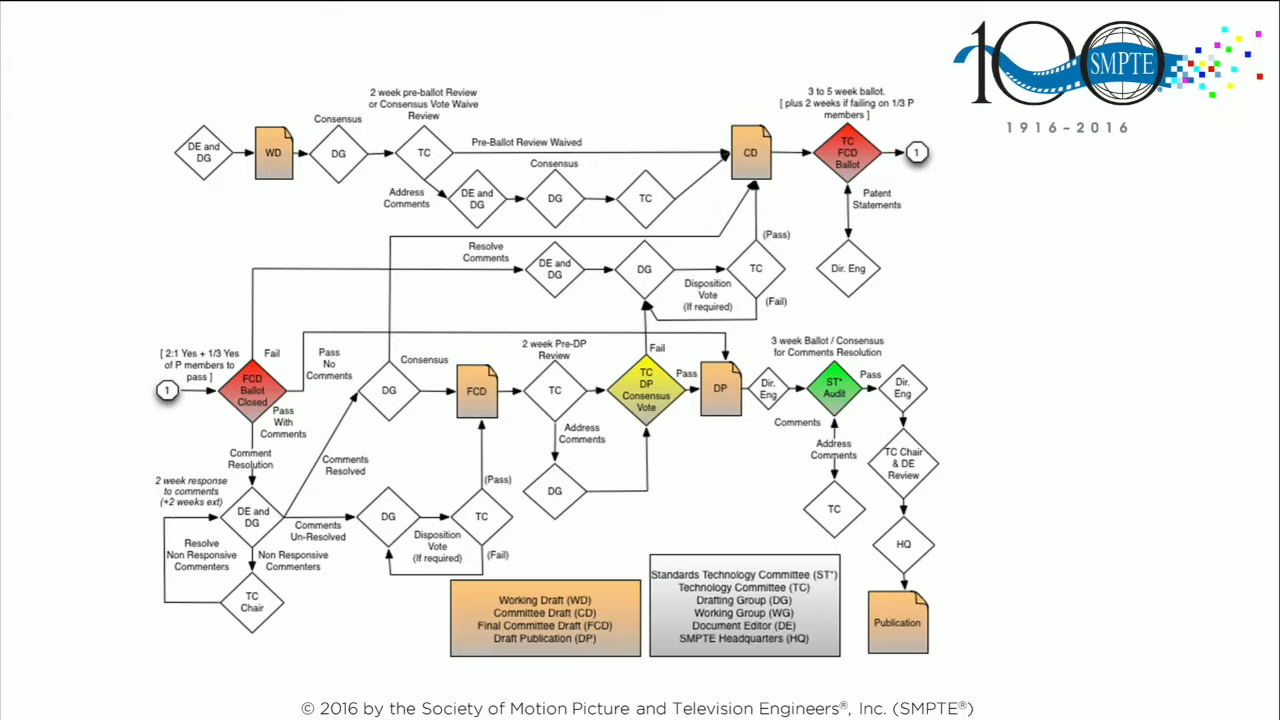 100
SMPTE
1916-2016
2 week pre-ballot Review
or Consensus Vote Waive
Review
3 to 5 week ballot.
[ plus 2 weeks if failing on 1/3 P
members ]
Consensus
DE and
DG
WD
DG
TC
Pre-Ballot Review Waived
CD
TC
FCD
Ballot
1
Consensus
Address
Comments
DE and
DG
DG
TC
Patent
Statements
(Pass)
Resolve
Comments
DE and
DG
DG
TC
Dir. Eng
Disposition
Vote
(If required)
(Fail)
[ 2:1 Yes + 1/3 Yes
of P members to
pass ]
Fail
Pass
No
Comments
Consensus
2 week Pre-DP
Review
Fail
3 week Ballot / Consensus
for Comments Resolution
1
FCD
Ballot
Closed
DG
FCD
TC
TC
DP
Consensus
Vote
Pass
DP
Dir.
Eng
ST*
Audit
Pass
Dir.
Eng
Pass
With
Comments
Address
Comments
Comments
Address
Comments
Comment
Resolution
Comments
Resolved
TC Chair
& DE
Review
2 week response
to comments
(+2 weeks ext)
(Pass)
DG
DE and
DG
DG
TC
TC
Comments
Un-Resolved
Disposition
Vote
(If required)
(Fail)
Resolve
Non Responsive
Commenters
Non Responsive
Commenters
HQ
TC
Chair
Working Draft (WD)
Committee Draft (CD)
Final Committee Draft (FCD)
Draft Publication (DP)
Standards Technology Committee (ST*)
Technology Committee (TC)
Drafting Group (DG)
Working Group (WG)
Document Editor (DE)
SMPTE Headquarters (HQ)
Publication
© 2016 by the Society of Motion Picture and Television Engineers®, Inc. (SMPTE®)